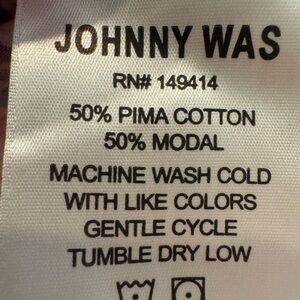 JOHNNY WAS
RN# 149414
50% PIMA COTTON
50% MODAL
MACHINE WASH COLD
WITH LIKE COLORS
GENTLE CYCLE
TUMBLE DRY LOW